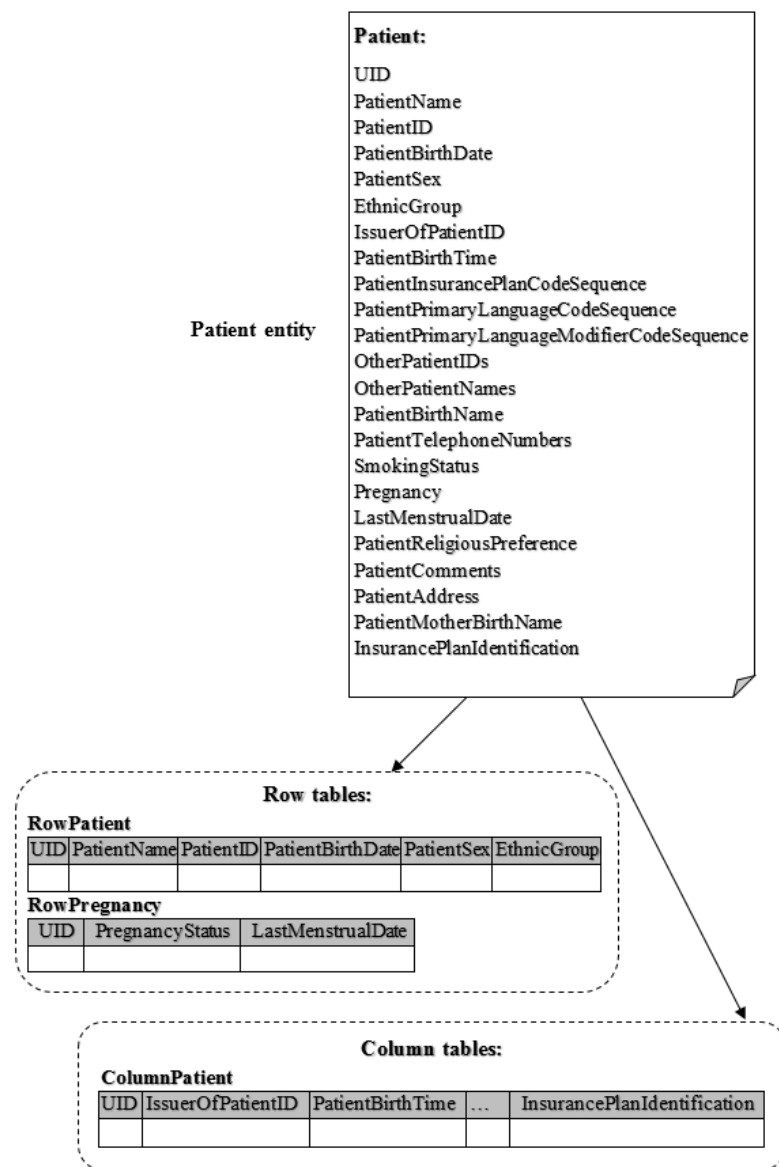 Patient:
UID
PatientName
PatientID
PatientBirthDate
PatientSex
EthnicGroup
IssuerOfPatientID
PatientBirthTime
PatientInsurancePlanCodeSequence
PatientPrimaryLanguageCodeSequence
Patient entity
PatientPrimaryLanguageModifierCodeSequence
OtherPatientIDs
OtherPatientNames
PatientBirthName
PatientTelephoneNumbers
SmokingStatus
Pregnancy
LastMenstrualDate
PatientReligiousPreference
PatientComments
PatientAddress
PatientMotherBirthName
InsurancePlanIdentification
Row tables:
RowPatient
UID PatientName PatientID PatientBirthDate PatientSex EthnicGroup
RowPregnancy
UID PregnancyStatus LastMenstrualDate
Column tables:
ColumnPatient
UID IssuerOfPatientID PatientBirthTime ... InsurancePlanIdentification